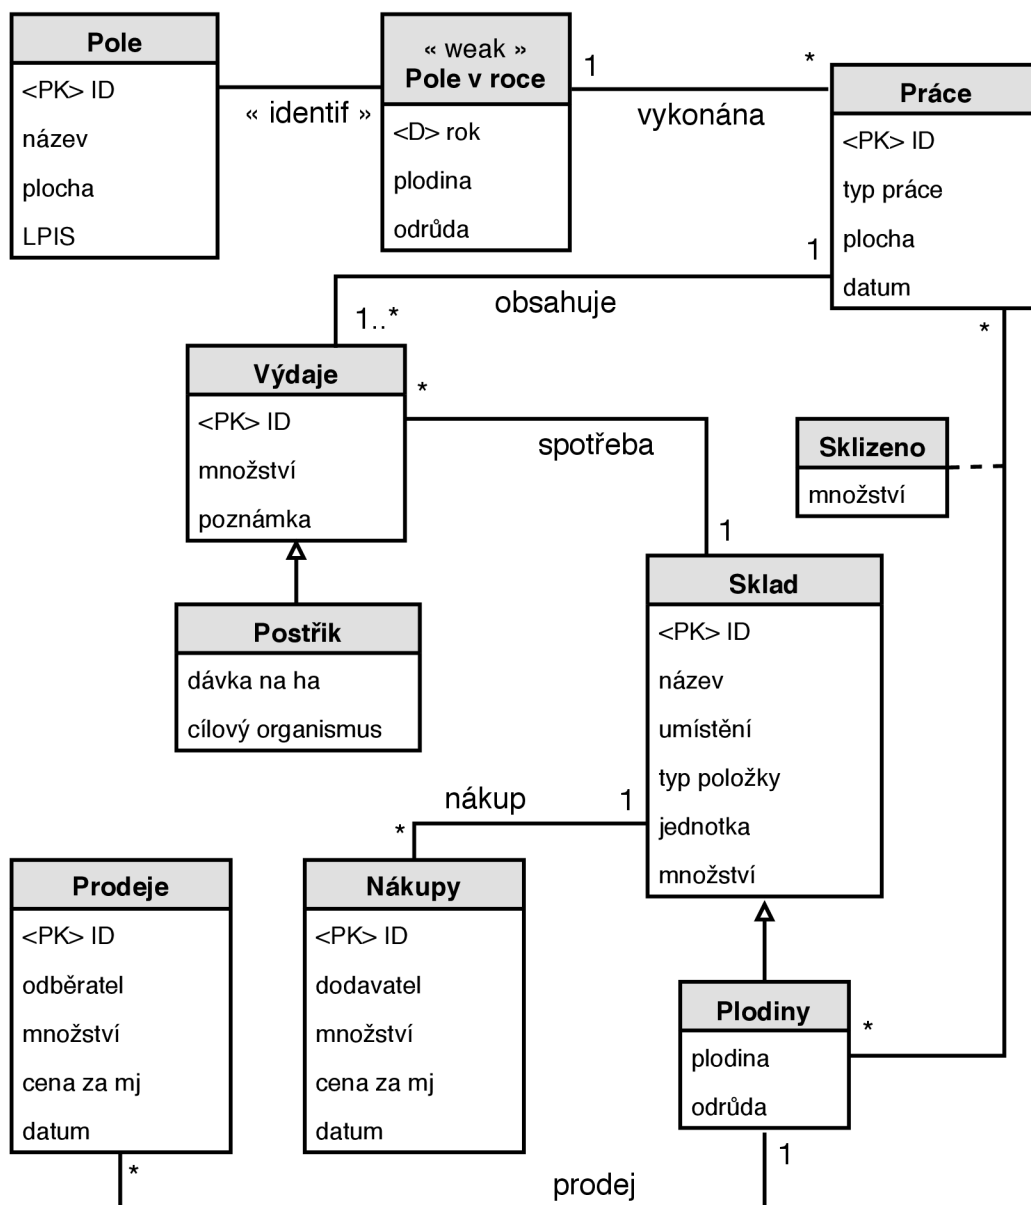 Pole
<PK> ID
název
plocha
LPIS
« identif »
« weak »
Pole v roce
<D> rok
plodina
odrůda
1
*
vykonána
Práce
<PK> ID
typ práce
plocha
datum
1
obsahuje
1..*
*
Výdaje
<PK> ID
množství
poznámka
*
spotřeba
1
Sklizeno
množství
Postřik
dávka na ha
cílový organismus
Sklad
<PK> ID
název
umístění
typ položky
jednotka
množství
nákup
1
*
Prodeje
<PK> ID
odběratel
množství
cena za mj
datum
*
Nákupy
<PK> ID
dodavatel
množství
cena za mj
datum
Plodiny
plodina
odrůda
*
1
prodej